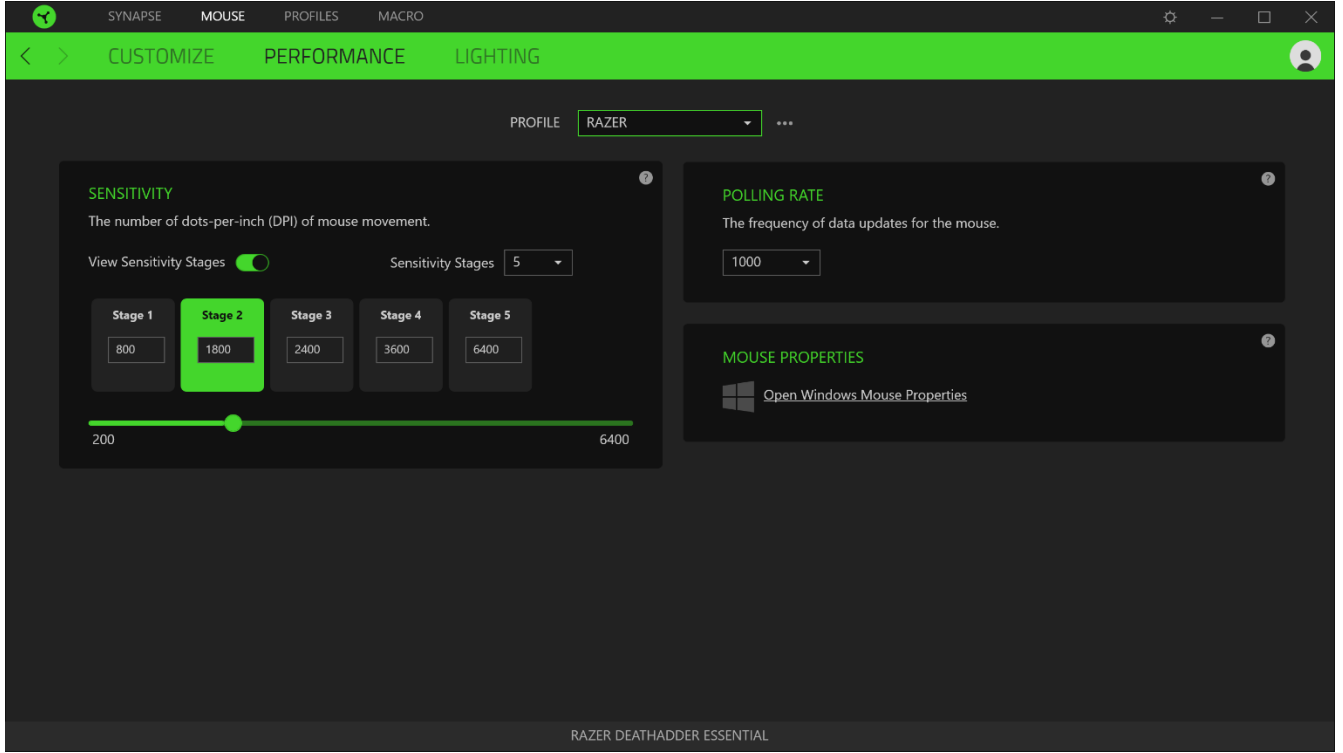 SYNAPSE MOUSE PROFILES MACRO
CUSTOMIZE PERFORMANCE LIGHTING
PROFILE RAZER
SENSITIVITY
The number of dots-per-inch (DPI) of mouse movement.
View Sensitivity Stages Sensitivity Stages 5
Stage 1 Stage 2 Stage 3 Stage 4 Stage 5
800 1800 2400 3600 6400
200 6400
POLLING RATE
The frequency of data updates for the mouse.
1000
MOUSE PROPERTIES
Open Windows Mouse Properties
RAZER DEATHADDER ESSENTIAL